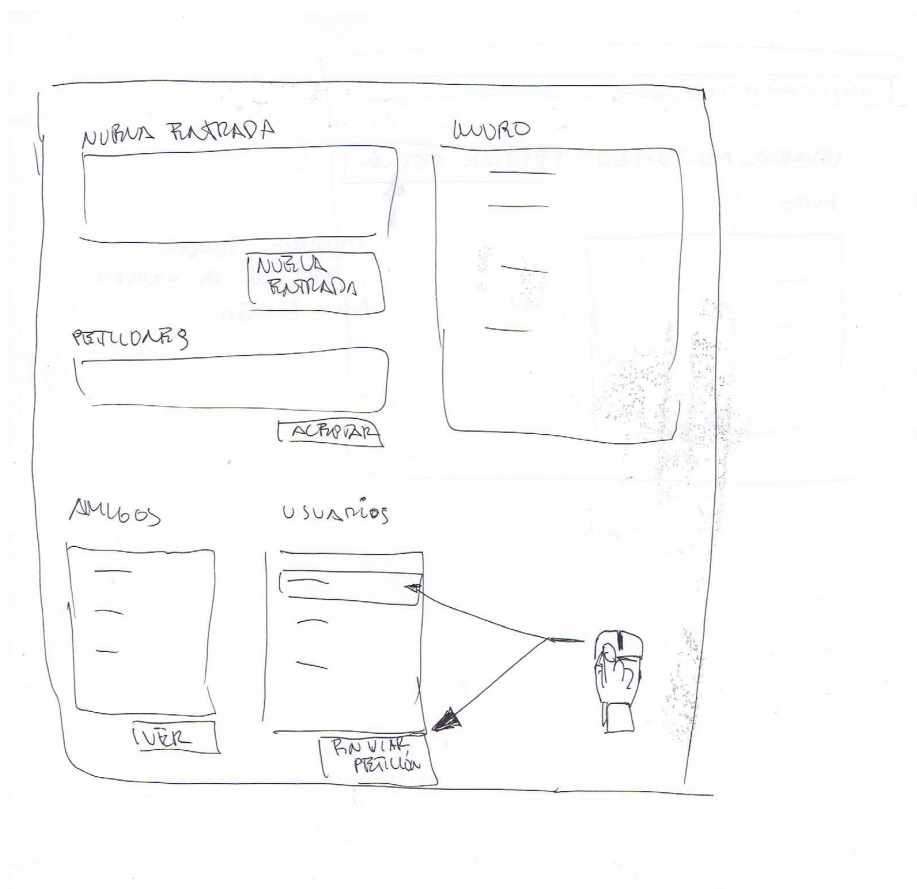 NUEVA ENTRADA
MURO
NUEVA
ENTRADA
PETICIONES
ACEPTAR
AMIGOS
USUARIOS
VER
ENVIAR
PETICIÓN